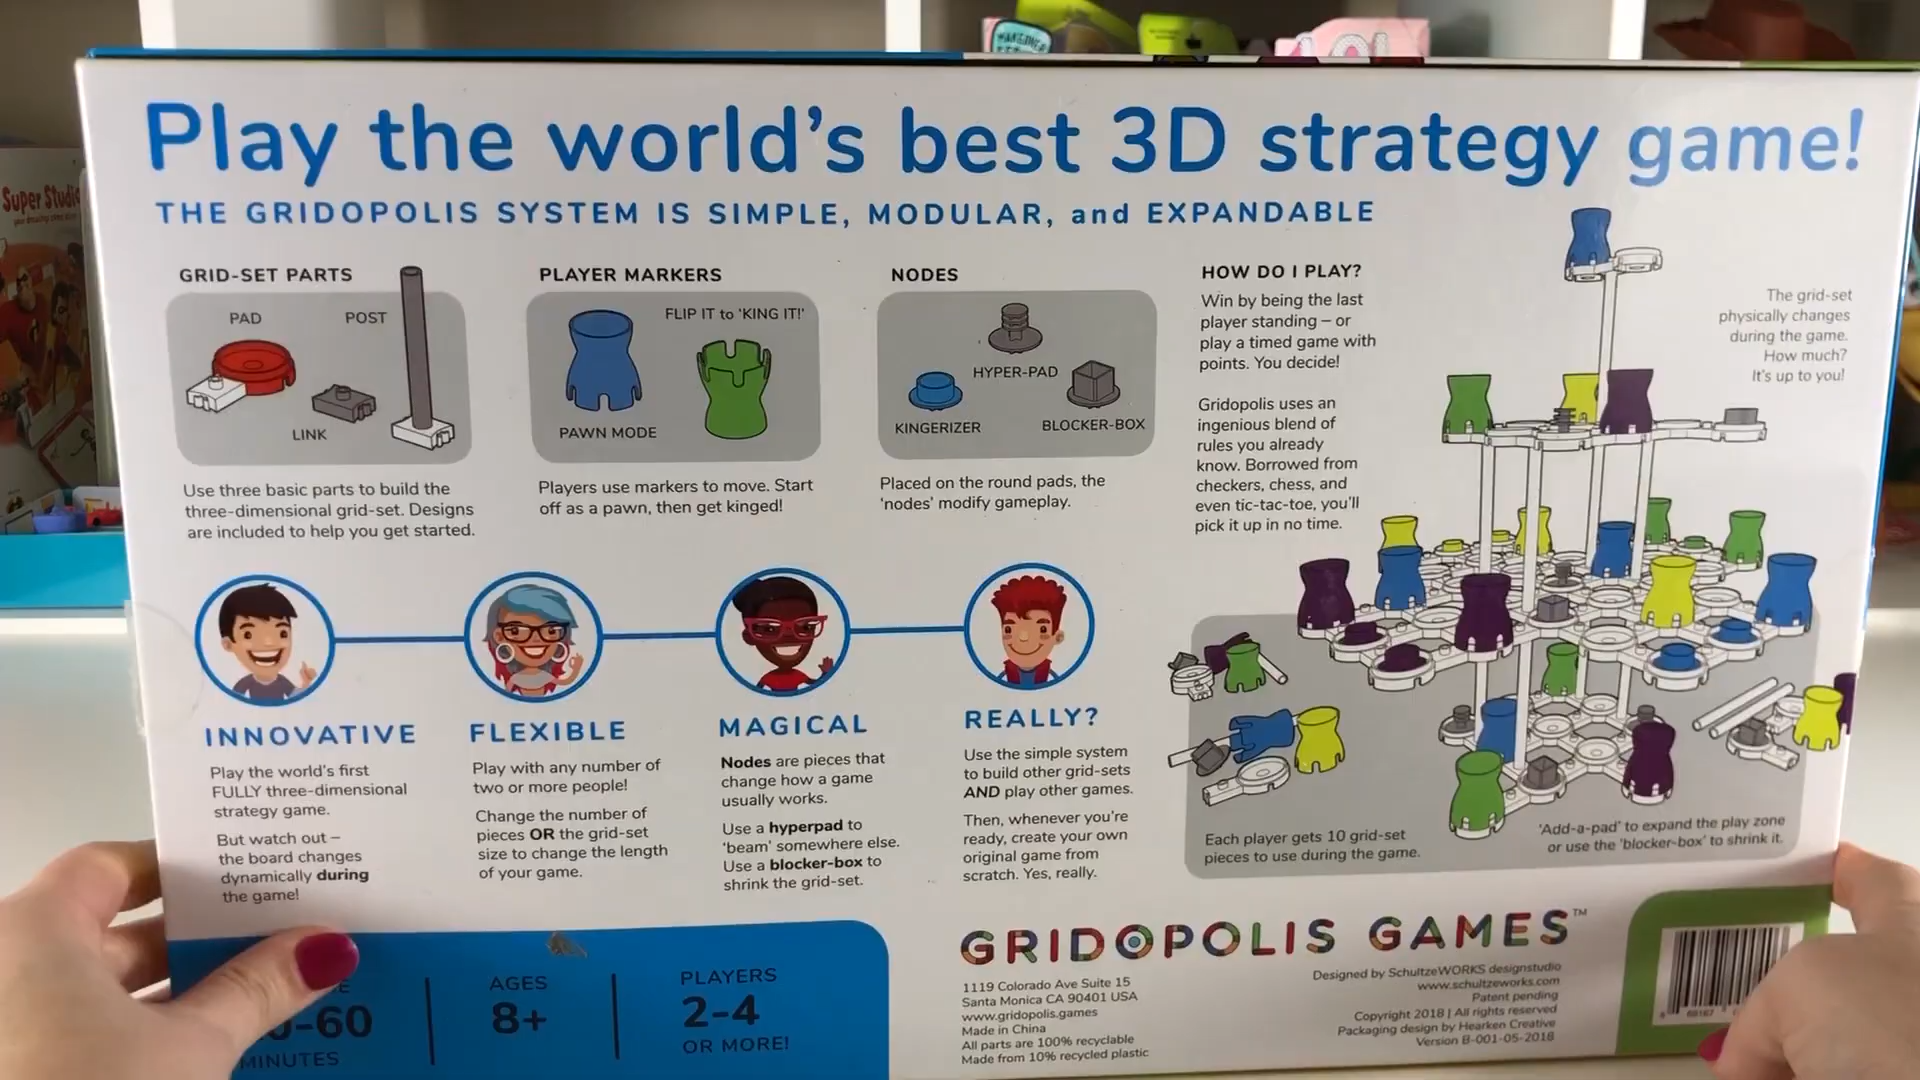 MAKEOVER
LOL
Super Studio
Play the world's best 3D strategy game!
THE GRIDOPOLIS SYSTEM IS SIMPLE, MODULAR, and EXPANDABLE
GRID-SET PARTS
PAD
POST
LINK
Use three basic parts to build the
three-dimensional grid-set. Designs
are included to help you get started.
PLAYER MARKERS
FLIP IT to 'KING IT!'
PAWN MODE
Players use markers to move. Start
off as a pawn, then get kinged!
NODES
HYPER-PAD
KINGERIZER
BLOCKER-BOX
Placed on the round pads, the
'nodes' modify gameplay.
HOW DO I PLAY?
Win by being the last
player standing – or
play a timed game with
points. You decide!
Gridopolis uses an
ingenious blend of
rules you already
know. Borrowed from
checkers, chess, and
even tic-tac-toe, you'll
pick it up in no time.
The grid-set
physically changes
during the game.
How much?
It's up to you!
INNOVATIVE
Play the world's first
FULLY three-dimensional
strategy game.
But watch out –
the board changes
dynamically during
the game!
FLEXIBLE
Play with any number of
two or more people!
Change the number of
pieces OR the grid-set
size to change the length
of your game.
MAGICAL
Nodes are pieces that
change how a game
usually works.
Use a hyperpad to
'beam' somewhere else.
Use a blocker-box to
shrink the grid-set.
REALLY?
Use the simple system
to build other grid-sets
AND play other games.
Then, whenever you're
ready, create your own
original game from
scratch. Yes, really.
Each player gets 10 grid-set
pieces to use during the game.
'Add-a-pad' to expand the play zone
or use the 'blocker-box' to shrink it.
-60
MINUTES
AGES
8+
PLAYERS
2-4
OR MORE!
GRIDOPOLIS GAMES™
1119 Colorado Ave Suite 15
Santa Monica CA 90401 USA
www.gridopolis.games
Made in China
All parts are 100% recyclable
Made from 10% recycled plastic
Designed by SchultzeWORKS designstudio
www.schultzeworks.com
Patent pending
Copyright 2018 | All rights reserved
Packaging design by Hearken Creative
Version B-001-05-2018